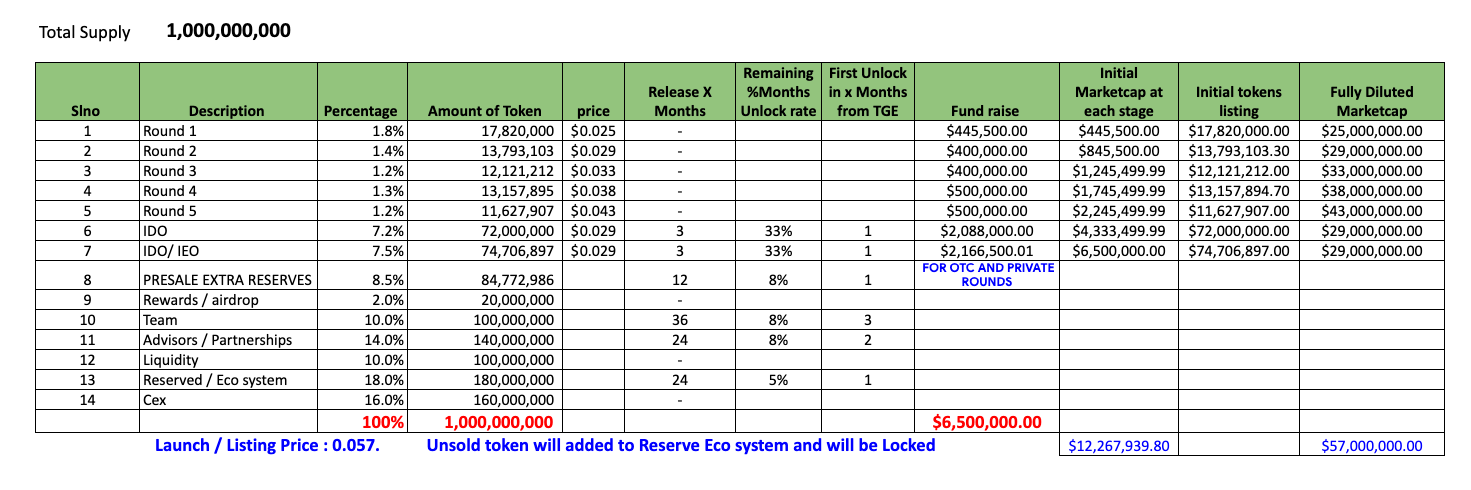 Total Supply 1,000,000,000
Slno Description Percentage Amount of Token price Release X Months Remaining %Months Unlock rate First Unlock in x Months from TGE Fund raise Initial Marketcap at each stage Initial tokens listing Fully Diluted Marketcap
1 Round 1 1.8% 17,820,000 $0.025 - $445,500.00 $445,500.00 $17,820,000.00 $25,000,000.00
2 Round 2 1.4% 13,793,103 $0.029 - $400,000.00 $845,500.00 $13,793,103.30 $29,000,000.00
3 Round 3 1.2% 12,121,212 $0.033 - $400,000.00 $1,245,499.99 $12,121,212.00 $33,000,000.00
4 Round 4 1.3% 13,157,895 $0.038 - $500,000.00 $1,745,499.99 $13,157,894.70 $38,000,000.00
5 Round 5 1.2% 11,627,907 $0.043 - $500,000.00 $2,245,499.99 $11,627,907.00 $43,000,000.00
6 IDO 7.2% 72,000,000 $0.029 3 33% 1 $2,088,000.00 $4,333,499.99 $72,000,000.00 $29,000,000.00
7 IDO/ IEO 7.5% 74,706,897 $0.029 3 33% 1 $2,166,500.01 $6,500,000.00 $74,706,897.00 $29,000,000.00
8 PRESALE EXTRA RESERVES 8.5% 84,772,986 12 8% 1 FOR OTC AND PRIVATE ROUNDS
9 Rewards / airdrop 2.0% 20,000,000 -
10 Team 10.0% 100,000,000 36 8% 3
11 Advisors / Partnerships 14.0% 140,000,000 24 8% 2
12 Liquidity 10.0% 100,000,000 -
13 Reserved / Eco system 18.0% 180,000,000 24 5% 1
14 Cex 16.0% 160,000,000 -
100% 1,000,000,000 $6,500,000.00
Launch / Listing Price : 0.057. Unsold token will added to Reserve Eco system and will be Locked $12,267,939.80 $57,000,000.00